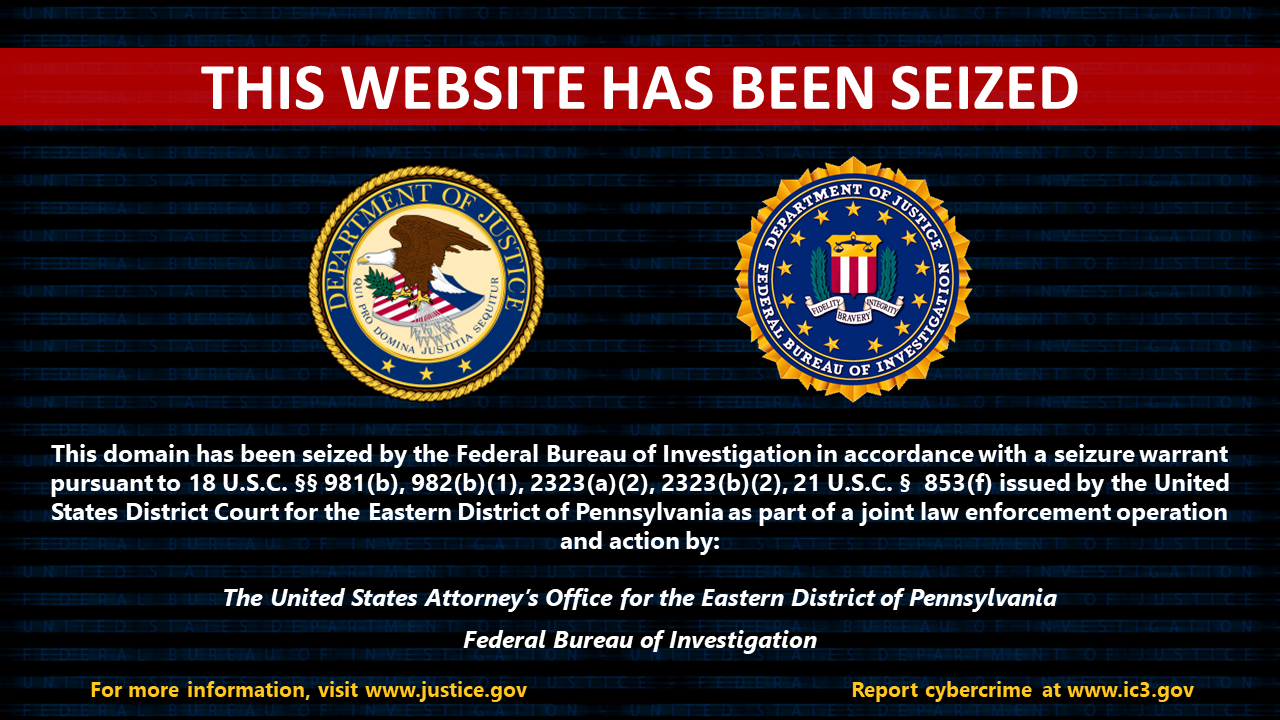 THIS WEBSITE HAS BEEN SEIZED
DEPARTMENT OF JUSTICE
QUI PRO DOMINA JUSTITIA SEQUITUR
DEPARTMENT OF JUSTICE
FEDERAL BUREAU OF INVESTIGATION
FIDELITY
BRAVERY
INTEGRITY
This domain has been seized by the Federal Bureau of Investigation in accordance with a seizure warrant
pursuant to 18 U.S.C. §§ 981(b), 982(b)(1), 2323(a)(2), 2323(b)(2), 21 U.S.C. § 853(f) issued by the United
States District Court for the Eastern District of Pennsylvania as part of a joint law enforcement operation
and action by:
The United States Attorney’s Office for the Eastern District of Pennsylvania
Federal Bureau of Investigation
For more information, visit www.justice.gov
Report cybercrime at www.ic3.gov